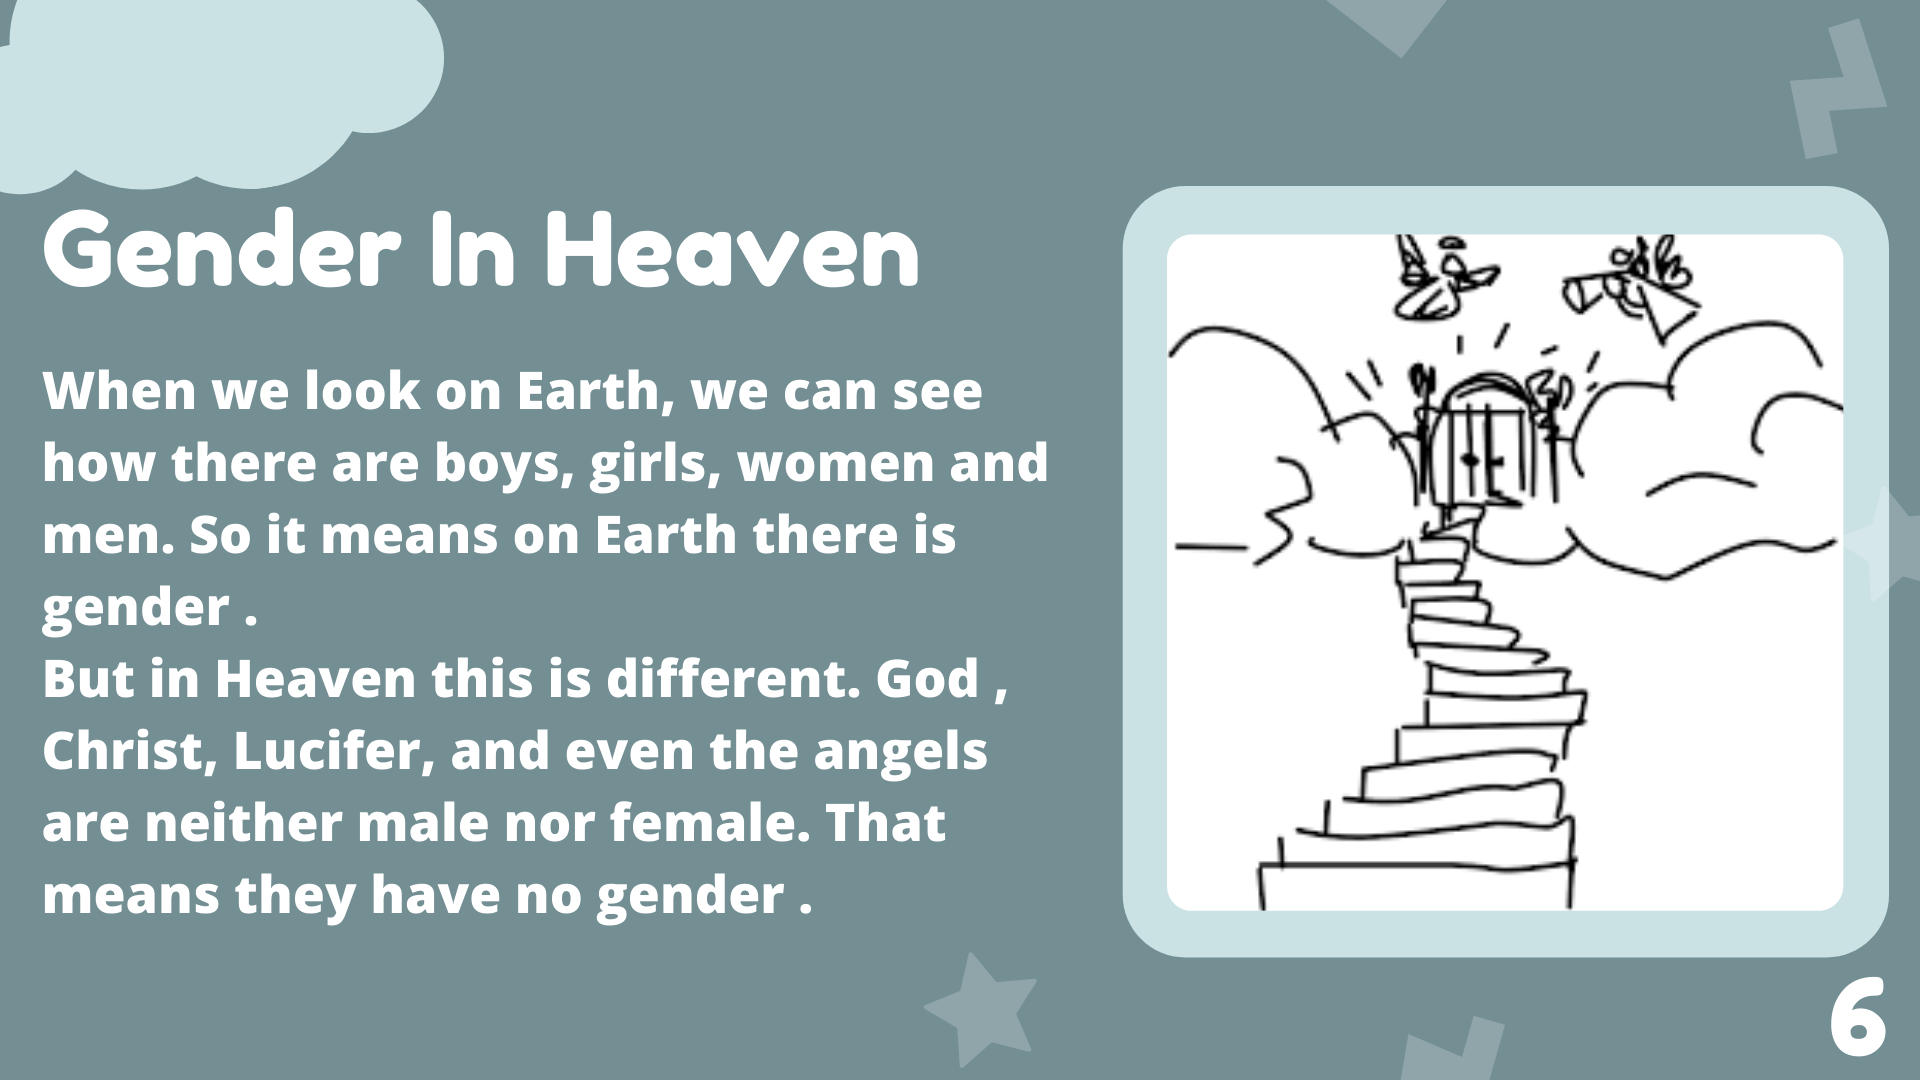 Gender In Heaven
When we look on Earth, we can see
how there are boys, girls, women and
men. So it means on Earth there is
gender .
But in Heaven this is different. God ,
Christ, Lucifer, and even the angels
are neither male nor female. That
means they have no gender .
6